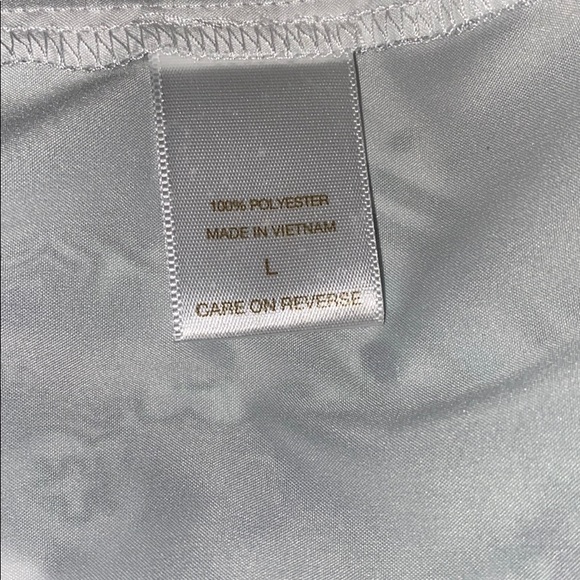 100% POLYESTER
MADE IN VIETNAM
L
CARE ON REVERSE